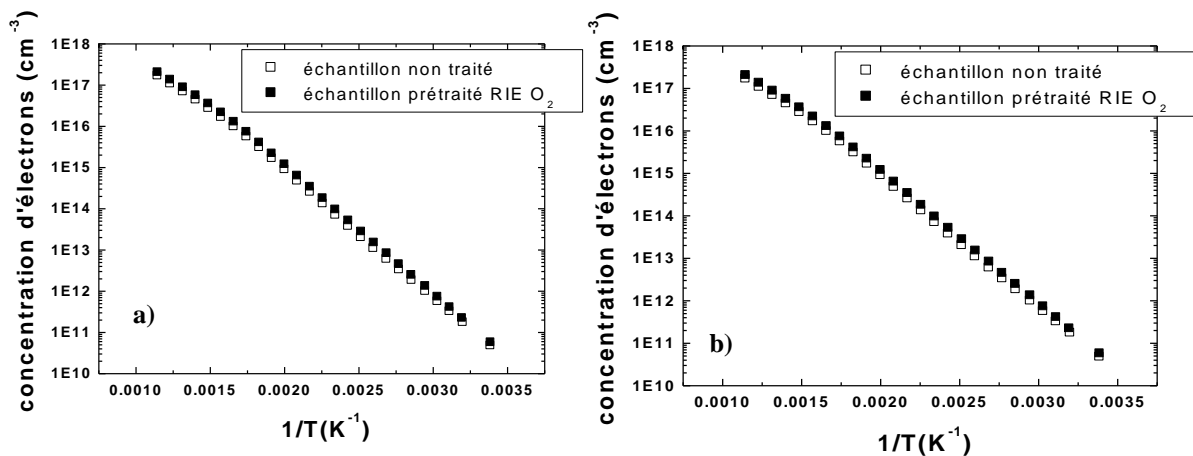 concentration d'électrons (cm⁻³)
1E18
1E17
1E16
1E15
1E14
1E13
1E12
1E11
1E10
échantillon non traité
échantillon prétraité RIE O₂
a)
0.0010 0.0015 0.0020 0.0025 0.0030 0.0035
1/T(K⁻¹)
concentration d'électrons (cm⁻³)
1E18
1E17
1E16
1E15
1E14
1E13
1E12
1E11
1E10
échantillon non traité
échantillon prétraité RIE O₂
b)
0.0010 0.0015 0.0020 0.0025 0.0030 0.0035
1/T(K⁻¹)